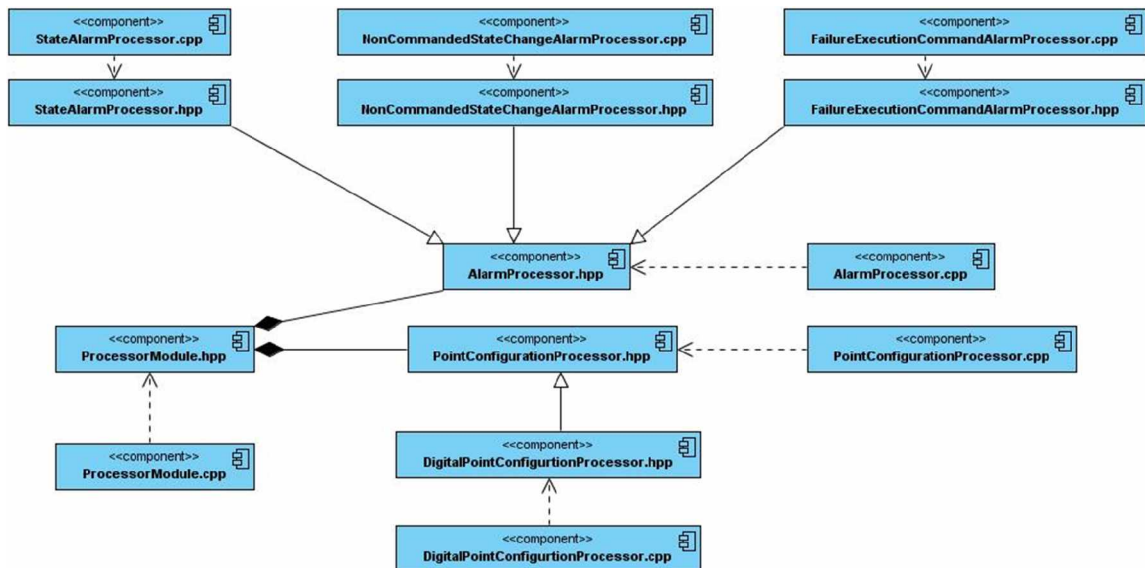 <<component>>
StateAlarmProcessor.cpp
<<component>>
NonCommandedStateChangeAlarmProcessor.cpp
<<component>>
FailureExecutionCommandAlarmProcessor.cpp
<<component>>
StateAlarmProcessor.hpp
<<component>>
NonCommandedStateChangeAlarmProcessor.hpp
<<component>>
FailureExecutionCommandAlarmProcessor.hpp
<<component>>
AlarmProcessor.hpp
<<component>>
AlarmProcessor.cpp
<<component>>
ProcessorModule.hpp
<<component>>
PointConfigurationProcessor.hpp
<<component>>
PointConfigurationProcessor.cpp
<<component>>
ProcessorModule.cpp
<<component>>
DigitalPointConfigurtionProcessor.hpp
<<component>>
DigitalPointConfigurtionProcessor.cpp